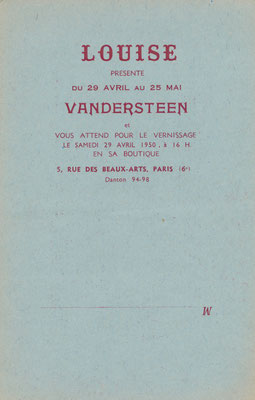 LOUISE
PRÉSENTE
DU 29 AVRIL AU 25 MAI
VANDERSTEEN
et
VOUS ATTEND POUR LE VERNISSAGE
LE SAMEDI 29 AVRIL 1950, à 16 H
EN SA BOUTIQUE
5, RUE DES BEAUX-ARTS, PARIS (6e)
Danton 94-98
M